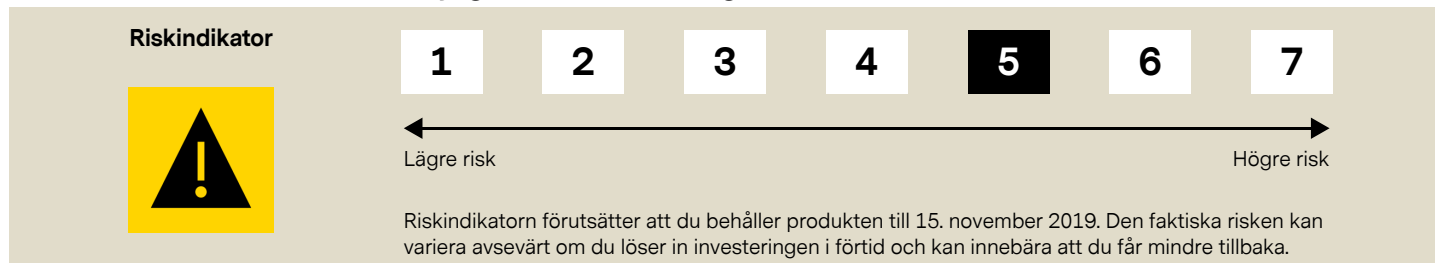 Riskindikator
1 2 3 4 5 6 7
Lägre risk Högre risk
Riskindikatorn förutsätter att du behåller produkten till 15. november 2019. Den faktiska risken kan
variera avsevärt om du löser in investeringen i förtid och kan innebära att du får mindre tillbaka.